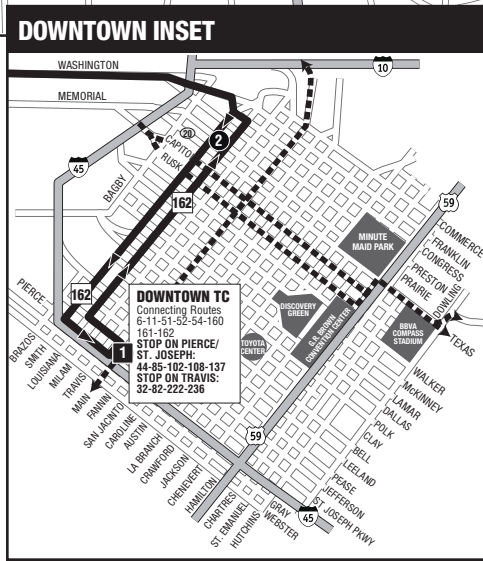 DOWNTOWN INSET
WASHINGTON
10
MEMORIAL
20
2
CAPITOL
RUSK
45
BAGBY
162
59
COMMERCE
FRANKLIN
CONGRESS
PRESTON
PRAIRIE
DOWLING
TEXAS
MINUTE
MAID PARK
162
PIERCE
DOWNTOWN TC
Connecting Routes
6-11-51-52-54-160
161-162
STOP ON PIERCE/
ST. JOSEPH:
44-85-102-108-137
STOP ON TRAVIS:
32-82-222-236
1
DISCOVERY
GREEN
G.R. BROWN
CONVENTION CENTER
TOYOTA
CENTER
BBVA
COMPASS
STADIUM
BRAZOS
SMITH
LOUISIANA
MILAM
TRAVIS
MAIN
FANNIN
SAN JACINTO
CAROLINE
AUSTIN
LA BRANCH
CRAWFORD
JACKSON
CHENEVERT
HAMILTON
CHARTRES
ST. EMANUEL
HUTCHINS
59
WALKER
McKINNEY
LAMAR
DALLAS
POLK
CLAY
BELL
LEELAND
PEASE
JEFFERSON
ST JOSEPH PKWY
GRAY
WEBSTER
45